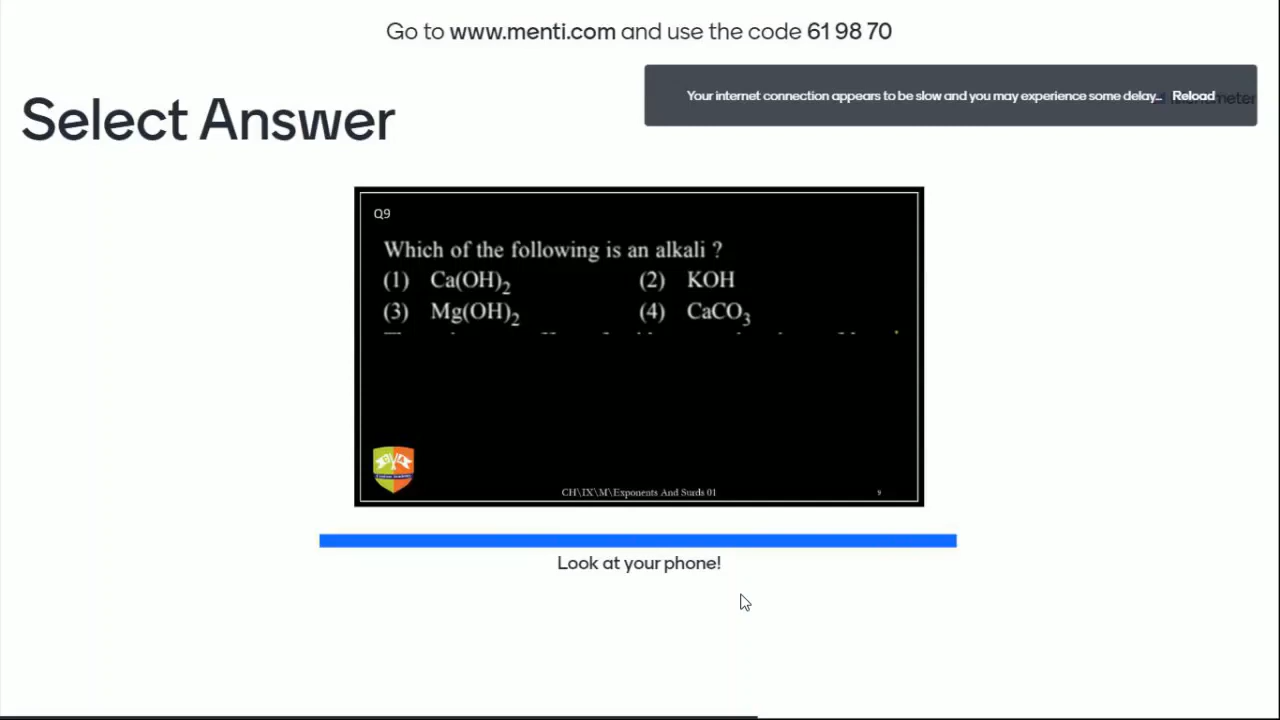 Go to www.menti.com and use the code 61 98 70
Your internet connection appears to be slow and you may experience some delay... Reload
Select Answer
Q9
Which of the following is an alkali ?
(1) Ca(OH)₂ (2) KOH
(3) Mg(OH)₂ (4) CaCO₃
CH\IX\M\Exponents And Surds 01 9
Look at your phone!